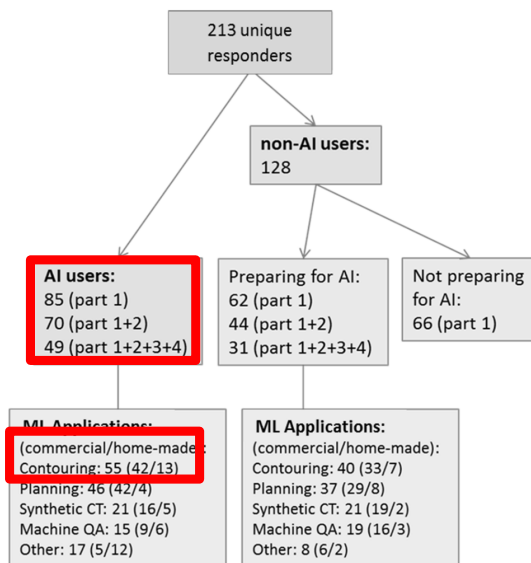 213 unique
responders
non-AI users:
128
AI users:
85 (part 1)
70 (part 1+2)
49 (part 1+2+3+4)
Preparing for AI:
62 (part 1)
44 (part 1+2)
31 (part 1+2+3+4)
Not preparing
for AI:
66 (part 1)
ML Applications:
(commercial/home-made):
Contouring: 55 (42/13)
Planning: 46 (42/4)
Synthetic CT: 21 (16/5)
Machine QA: 15 (9/6)
Other: 17 (5/12)
ML Applications:
(commercial/home-made):
Contouring: 40 (33/7)
Planning: 37 (29/8)
Synthetic CT: 21 (19/2)
Machine QA: 19 (16/3)
Other: 8 (6/2)